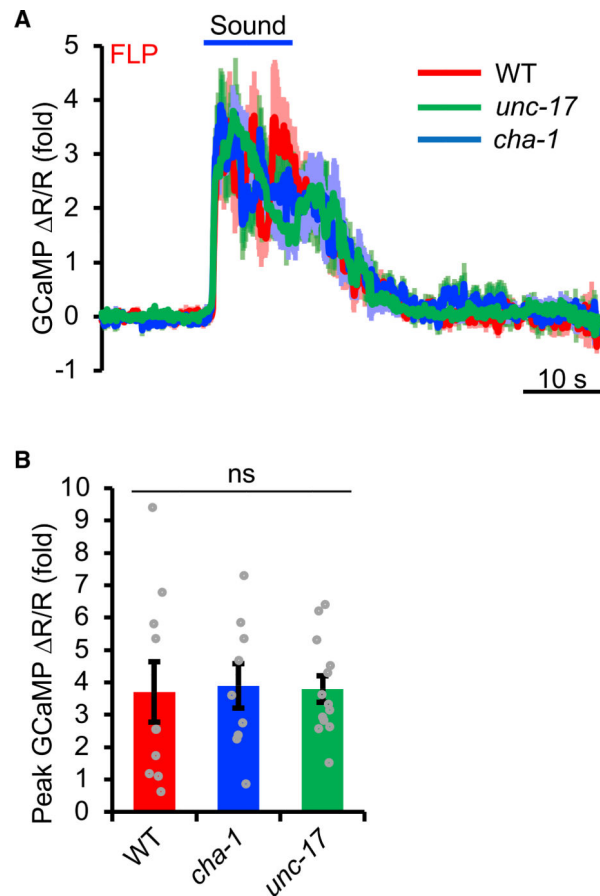 A
Sound
FLP
5
4
3
2
1
0
-1
GCaMP ΔR/R (fold)
WT
unc-17
cha-1
10 s
B
ns
10
9
8
7
6
5
4
3
2
1
0
Peak GCaMP ΔR/R (fold)
WT
cha-1
unc-17